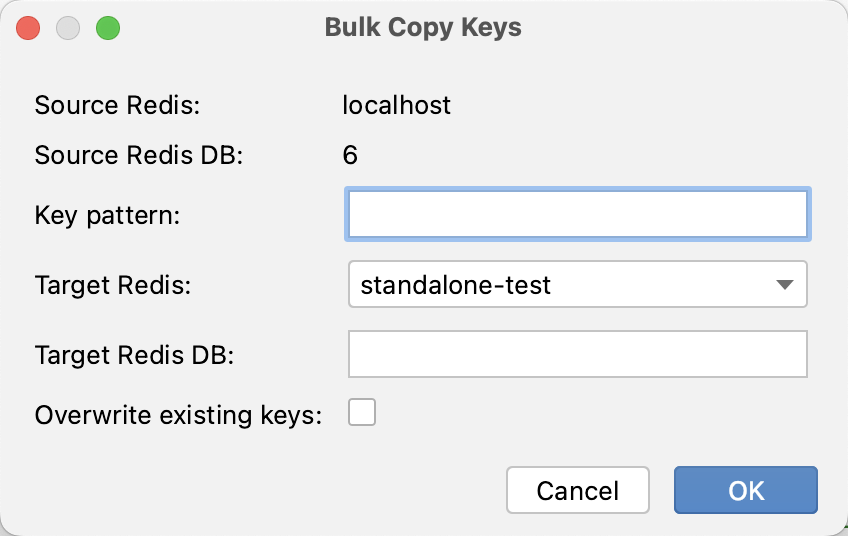 Bulk Copy Keys
Source Redis: localhost
Source Redis DB: 6
Key pattern:
Target Redis: standalone-test
Target Redis DB:
Overwrite existing keys:
Cancel OK